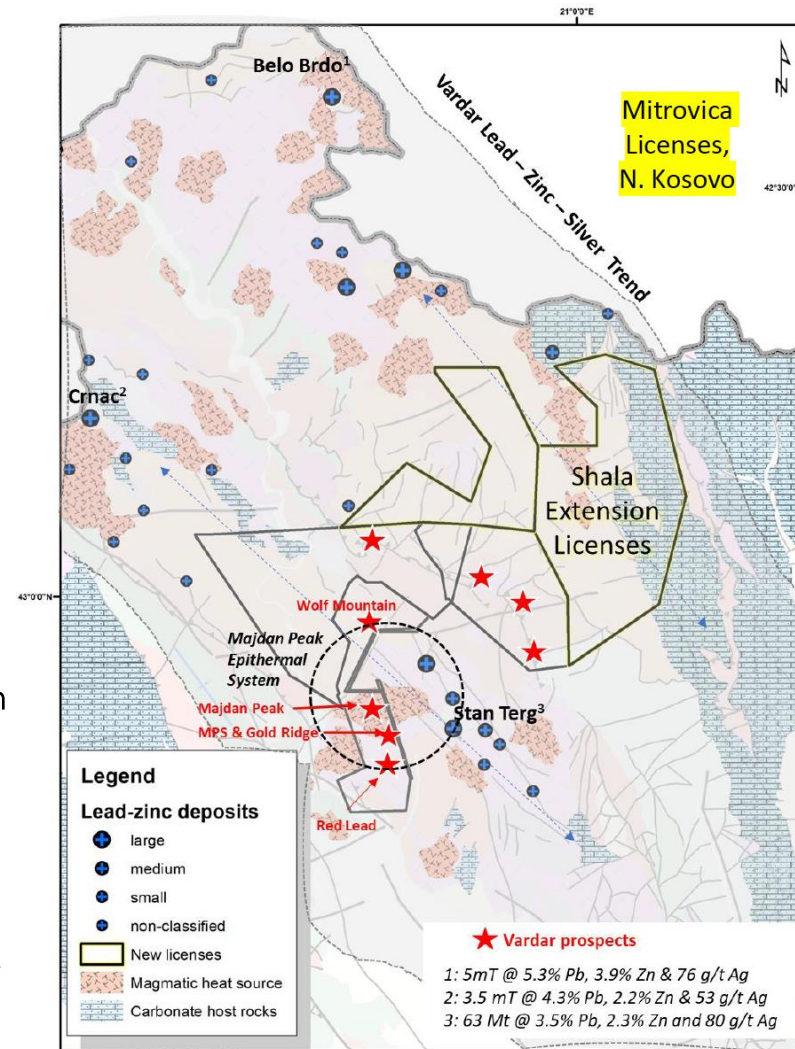 21°0'0"E
Belo Brdo¹
Vardar Lead – Zinc – Silver Trend
Z
Mitrovica
Licenses,
N. Kosovo
42°30'0"
Crnac²
Shala
Extension
Licenses
43°0'0"N
Wolf Mountain
Majdan Peak
Epithermal
System
Majdan Peak
Stan Terg³
MPS & Gold Ridge
Red Lead
Legend
Lead-zinc deposits
large
medium
small
non-classified
New licenses
Magmatic heat source
Carbonate host rocks
Vardar prospects
1: 5mT @ 5.3% Pb, 3.9% Zn & 76 g/t Ag
2: 3.5 mT @ 4.3% Pb, 2.2% Zn & 53 g/t Ag
3: 63 Mt @ 3.5% Pb, 2.3% Zn and 80 g/t Ag